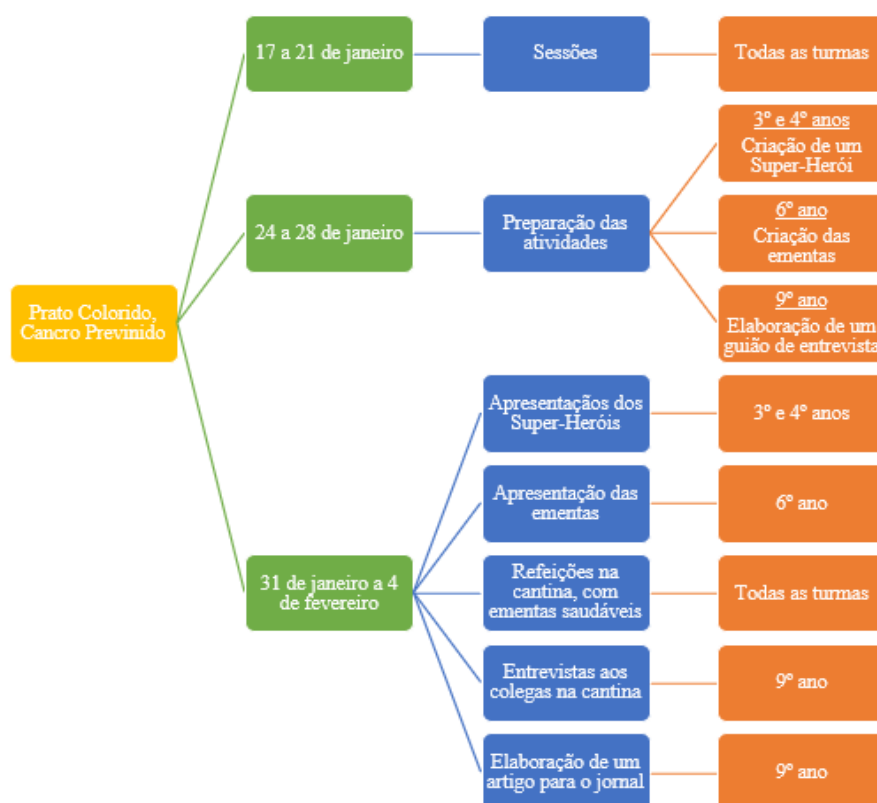 17 a 21 de janeiro
Sessões
Todas as turmas
3º e 4º anos
Criação de um
Super-Herói
24 a 28 de janeiro
Preparação das
atividades
6º ano
Criação das
ementas
9º ano
Elaboração de um
guião de entrevista
Prato Colorido,
Cancro Previnido
Apresentaçãos dos
Super-Heróis
3º e 4º anos
Apresentação das
ementas
6º ano
31 de janeiro a 4
de fevereiro
Refeições na
cantina, com
ementas saudáveis
Todas as turmas
Entrevistas aos
colegas na cantina
9º ano
Elaboração de um
artigo para o jornal
9º ano